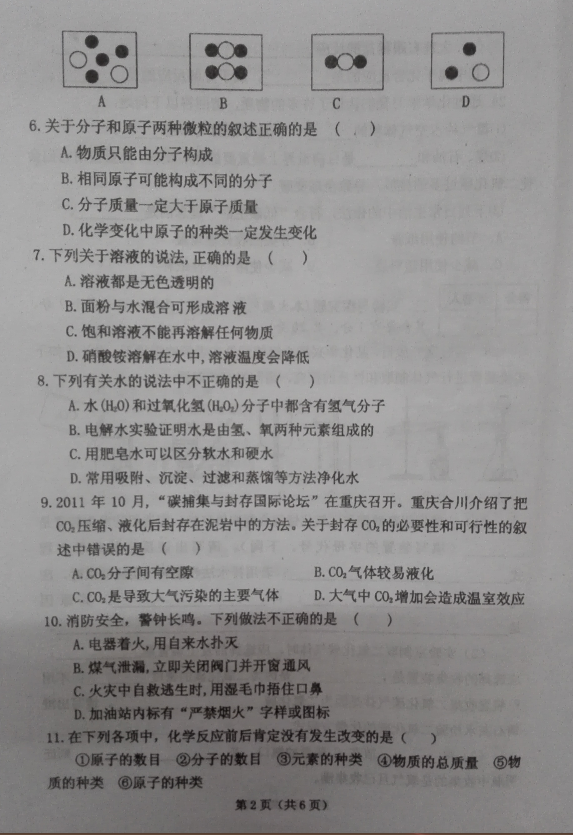 A B C D
6.关于分子和原子两种微粒的叙述正确的是 ( )
A.物质只能由分子构成
B.相同原子可能构成不同的分子
C.分子质量一定大于原子质量
D.化学变化中原子的种类一定发生变化
7.下列关于溶液的说法,正确的是 ( )
A.溶液都是无色透明的
B.面粉与水混合可形成溶液
C.饱和溶液不能再溶解任何物质
D.硝酸铵溶解在水中,溶液温度会降低
8.下列有关水的说法中不正确的是 ( )
A.水(H₂O)和过氧化氢(H₂O₂)分子中都含有氢气分子
B.电解水实验证明水是由氢、氧两种元素组成的
C.用肥皂水可以区分软水和硬水
D.常用吸附、沉淀、过滤和蒸馏等方法净化水
9.2011 年 10 月,“碳捕集与封存国际论坛”在重庆召开。重庆合川介绍了把
CO₂压缩、液化后封存在泥岩中的方法。关于封存 CO₂的必要性和可行性的叙
述中错误的是 ( )
A.CO₂分子间有空隙 B.CO₂气体较易液化
C.CO₂是导致大气污染的主要气体 D.大气中 CO₂增加会造成温室效应
10.消防安全,警钟长鸣。下列做法不正确的是 ( )
A.电器着火,用自来水扑灭
B.煤气泄漏,立即关闭阀门并开窗通风
C.火灾中自救逃生时,用湿毛巾捂住口鼻
D.加油站内标有“严禁烟火”字样或图标
11.在下列各项中,化学反应前后肯定没有发生改变的是( )
①原子的数目 ②分子的数目 ③元素的种类 ④物质的总质量 ⑤物
质的种类 ⑥原子的种类
第2页(共6页)